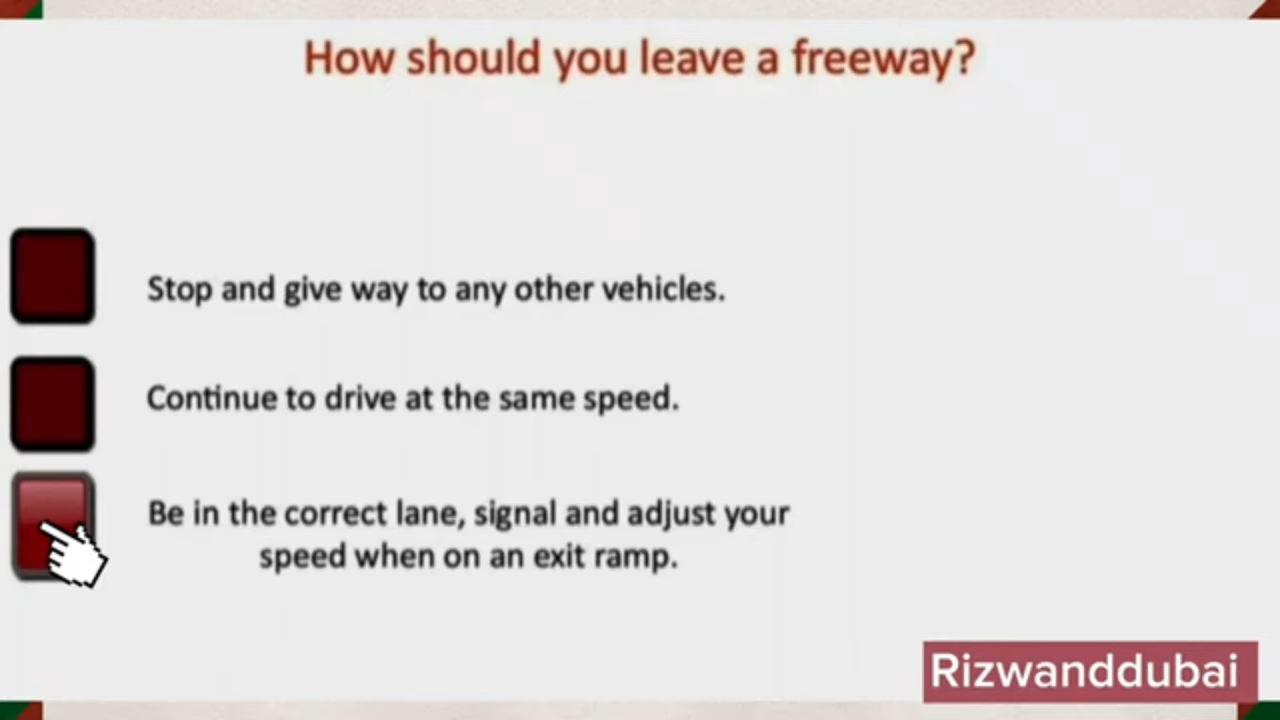 How should you leave a freeway?
Stop and give way to any other vehicles.
Continue to drive at the same speed.
Be in the correct lane, signal and adjust your
speed when on an exit ramp.
Rizwanddubai